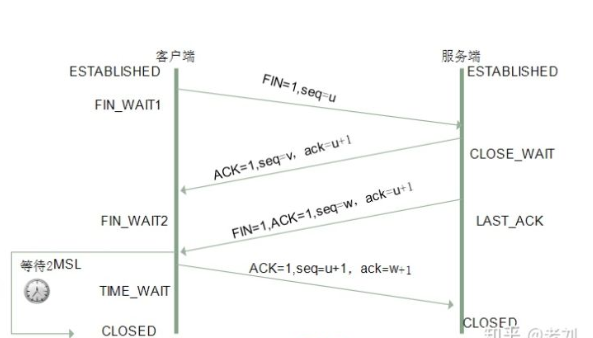 客户端
服务端
ESTABLISHED
ESTABLISHED
FIN=1,seq=u
FIN_WAIT1
ACK=1,seq=v，ack=u+1
CLOSE_WAIT
FIN=1,ACK=1,seq=w，ack=u+1
FIN_WAIT2
LAST_ACK
等待2MSL
ACK=1,seq=u+1，ack=w+1
TIME_WAIT
CLOSED
CLOSED
知乎 @老刘